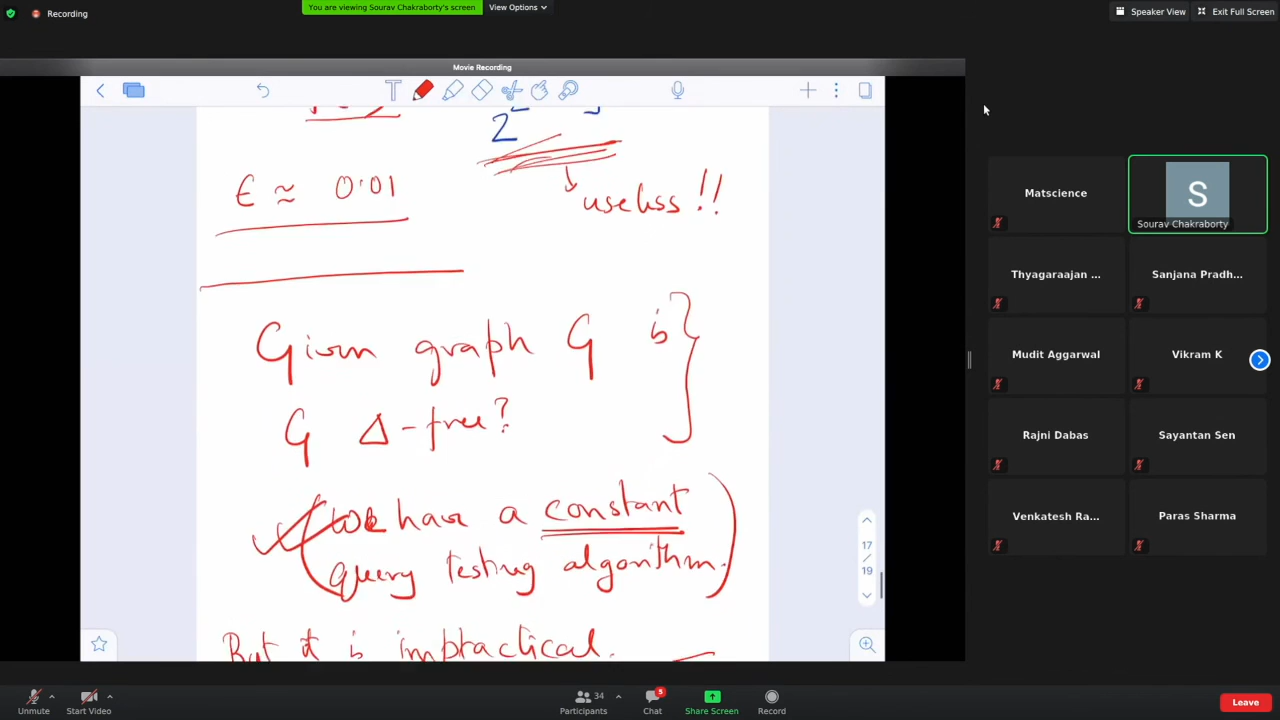 Recording
You are viewing Sourav Chakraborty's screen
View Options
Speaker View
Exit Full Screen
Movie Recording
2
2
useless !!
ε ≈ 0.01
Given graph G is
G Δ-free?
(we have a constant
query testing algorithm.)
But it is impractical.
17
/
19
Matscience
S
Sourav Chakraborty
Thyagaraajan ...
Sanjana Pradh...
Mudit Aggarwal
Vikram K
Rajni Dabas
Sayantan Sen
Venkatesh Ra...
Paras Sharma
Unmute
Start Video
34
Participants
5
Chat
Share Screen
Record
Leave